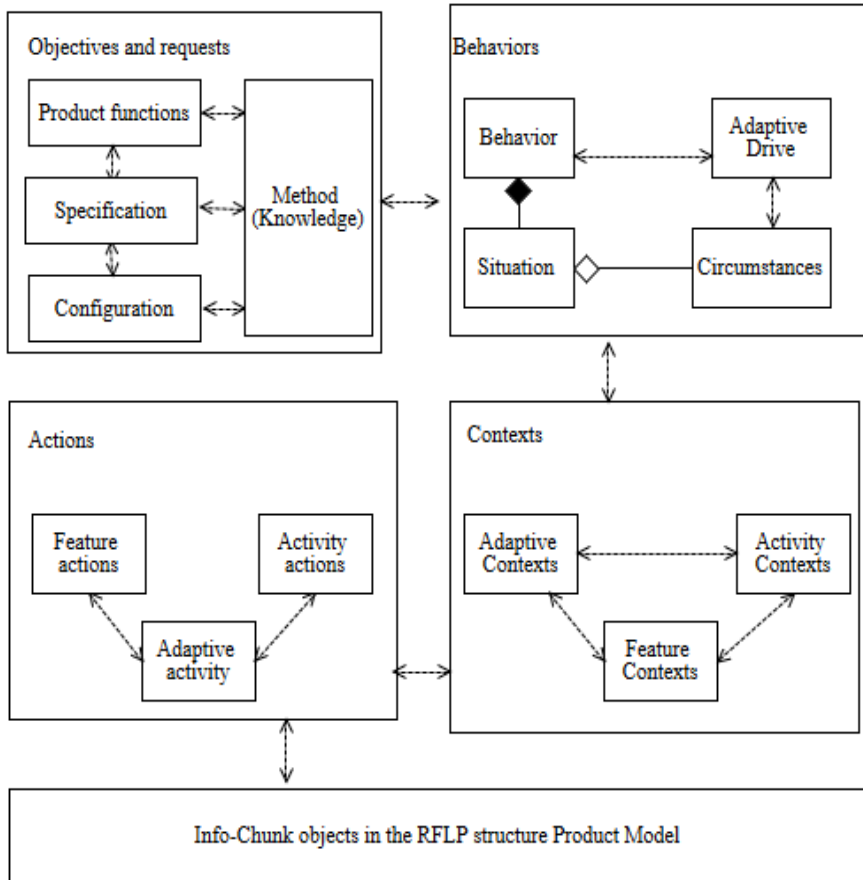 Objectives and requests
Product functions
Specification
Configuration
Method
(Knowledge)
Behaviors
Behavior
Adaptive
Drive
Situation
Circumstances
Actions
Feature
actions
Activity
actions
Adaptive
activity
Contexts
Adaptive
Contexts
Activity
Contexts
Feature
Contexts
Info-Chunk objects in the RFLP structure Product Model